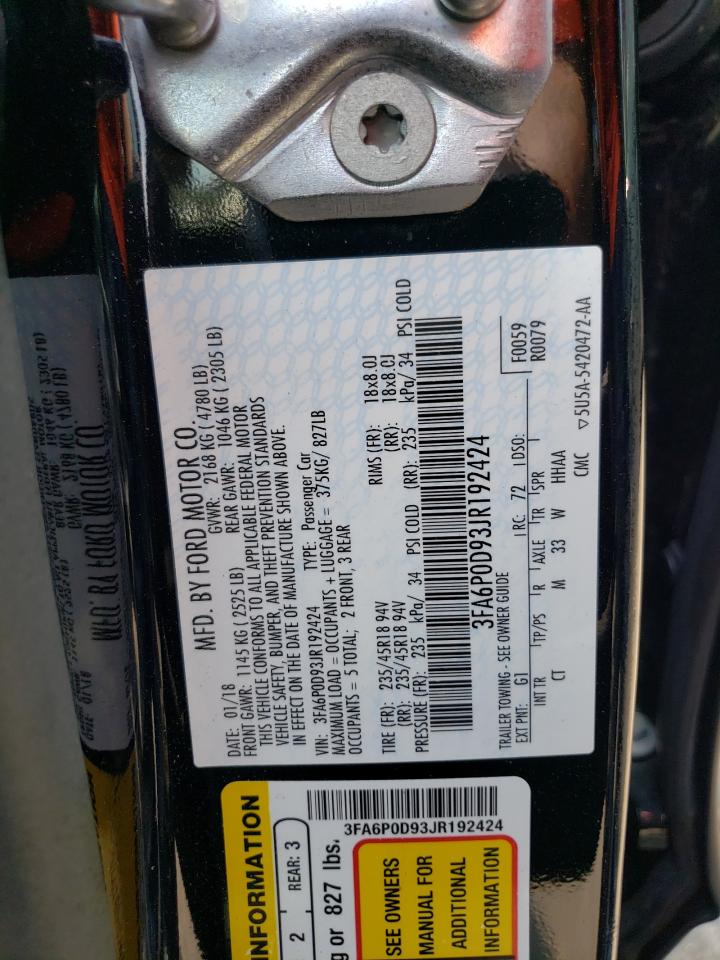 MFD. BY FORD MOTOR CO.
DATE: 01/18 GVWR: 2168 KG ( 4780 LB)
FRONT GAWR: 1145 KG ( 2525 LB) REAR GAWR: 1046 KG ( 2305 LB)
THIS VEHICLE CONFORMS TO ALL APPLICABLE FEDERAL MOTOR
VEHICLE SAFETY, BUMPER, AND THEFT PREVENTION STANDARDS
IN EFFECT ON THE DATE OF MANUFACTURE SHOWN ABOVE.
VIN: 3FA6P0D93JR192424 TYPE: Passenger Car
MAXIMUM LOAD = OCCUPANTS + LUGGAGE = 375KG/ 827LB
OCCUPANTS = 5 TOTAL; 2 FRONT, 3 REAR
TIRE (FR): 235/45R18 94V RIMS (FR): 18x8.0J
(RR): 235/45R18 94V (RR): 18x8.0J
PRESSURE (FR): 235 kPa/ 34 PSI COLD (RR): 235 kPa/ 34 PSI COLD
3FA6P0D93JR192424
TRAILER TOWING - SEE OWNER GUIDE F0059
EXT PNT: G1 RC: 72 DSO: R0079
INT TR TP/PS R AXLE TR SPR
CT M 33 W HHAA
CMC ▽5U5A-5420472-AA
INFORMATION
2 REAR: 3
g or 827 lbs.
3FA6P0D93JR192424
SEE OWNERS
MANUAL FOR
ADDITIONAL
INFORMATION